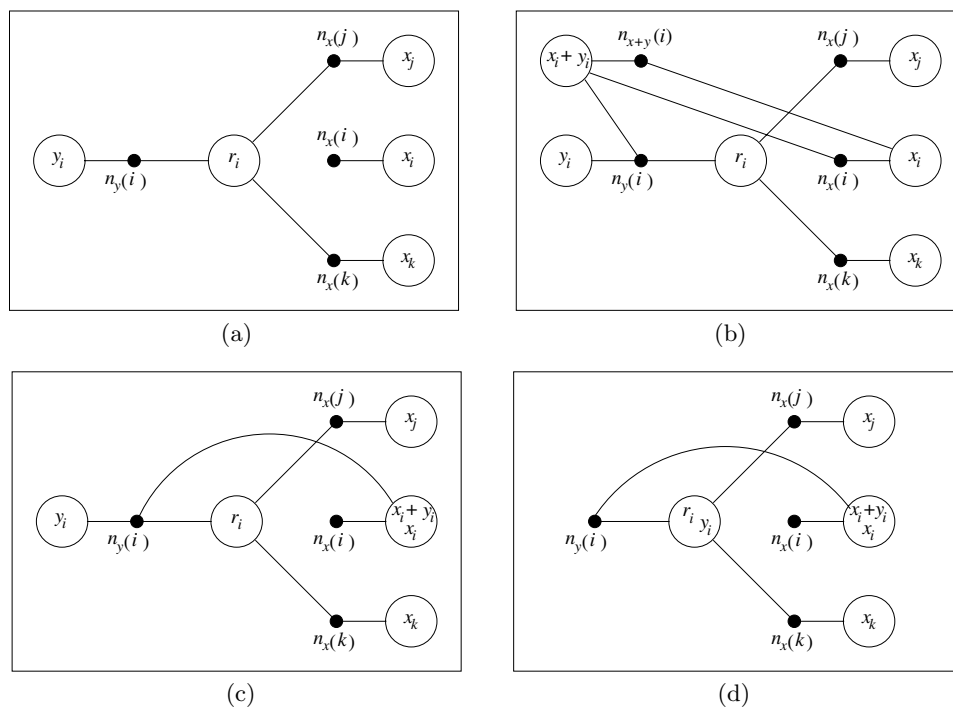 n_x(j)
x_j
n_x(i)
y_i
r_i
x_i
n_y(i)
x_k
n_x(k)
(a)
n_{x+y}(i)
n_x(j)
x_i + y_i
x_j
y_i
r_i
x_i
n_y(i)
n_x(i)
x_k
n_x(k)
(b)
n_x(j)
x_j
x_i + y_i
y_i
r_i
x_i
n_y(i)
n_x(i)
x_k
n_x(k)
(c)
n_x(j)
x_j
x_i + y_i
r_i
y_i
x_i
n_y(i)
n_x(i)
x_k
n_x(k)
(d)